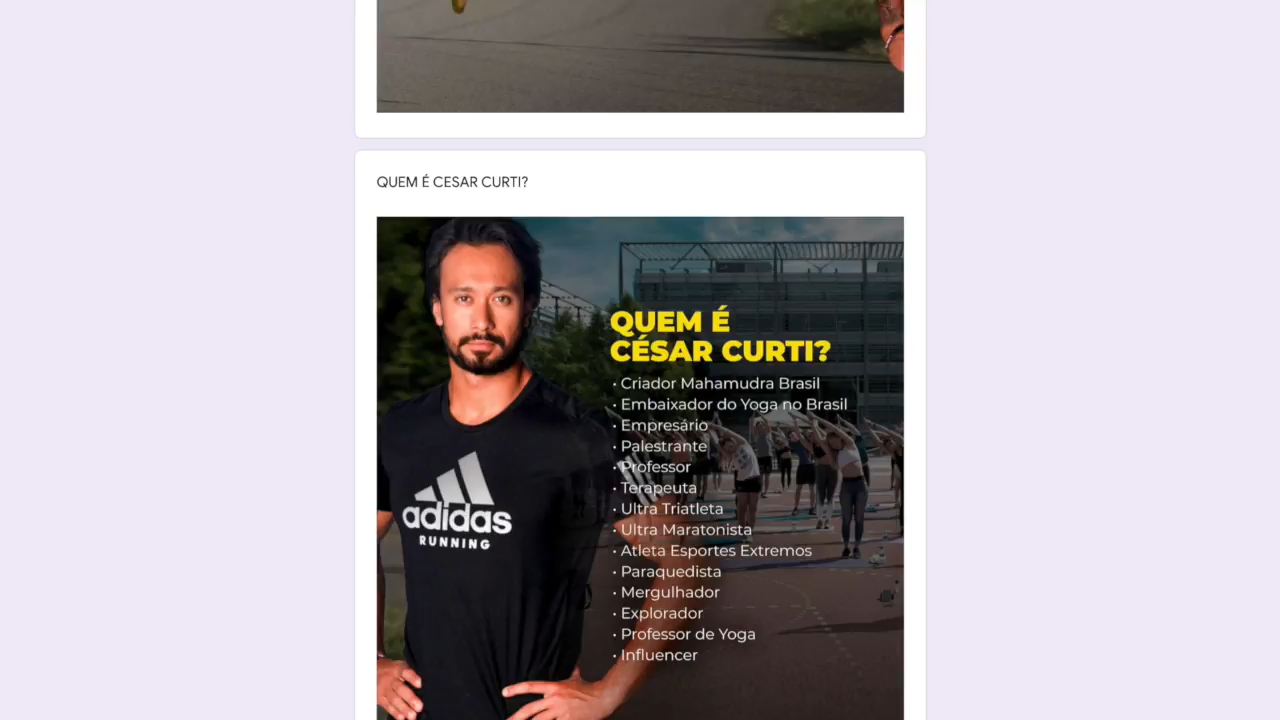 QUEM É CESAR CURTI?
QUEM É
CÉSAR CURTI?
• Criador Mahamudra Brasil
• Embaixador do Yoga no Brasil
• Empresário
• Palestrante
• Professor
• Terapeuta
• Ultra Triatleta
• Ultra Maratonista
• Atleta Esportes Extremos
• Paraquedista
• Mergulhador
• Explorador
• Professor de Yoga
• Influencer
adidas
RUNNING